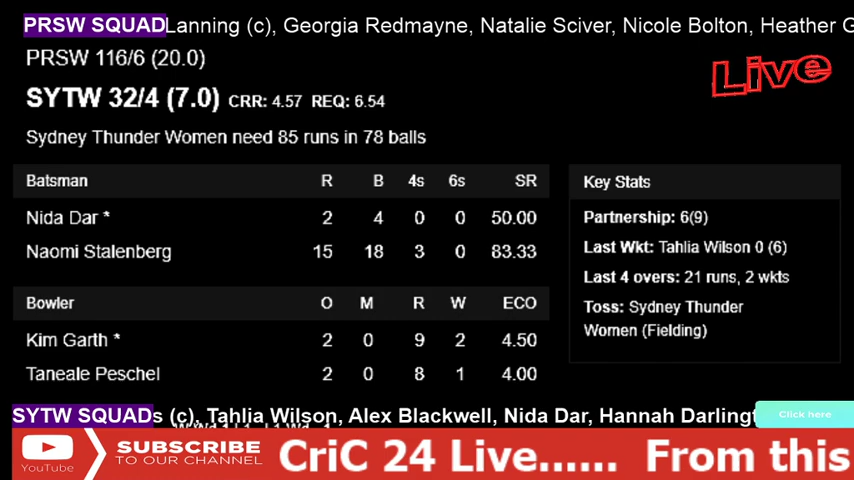 PRSW SQUAD Lanning (c), Georgia Redmayne, Natalie Sciver, Nicole Bolton, Heather G
PRSW 116/6 (20.0)
Live
SYTW 32/4 (7.0) CRR: 4.57 REQ: 6.54
Sydney Thunder Women need 85 runs in 78 balls
Batsman R B 4s 6s SR
Nida Dar * 2 4 0 0 50.00
Naomi Stalenberg 15 18 3 0 83.33
Bowler O M R W ECO
Kim Garth * 2 0 9 2 4.50
Taneale Peschel 2 0 8 1 4.00
Key Stats
Partnership: 6(9)
Last Wkt: Tahlia Wilson 0 (6)
Last 4 overs: 21 runs, 2 wkts
Toss: Sydney Thunder
Women (Fielding)
SYTW SQUAD s (c), Tahlia Wilson, Alex Blackwell, Nida Dar, Hannah Darlingt
Click here
YouTube
SUBSCRIBE
TO OUR CHANNEL
CriC 24 Live...... From this